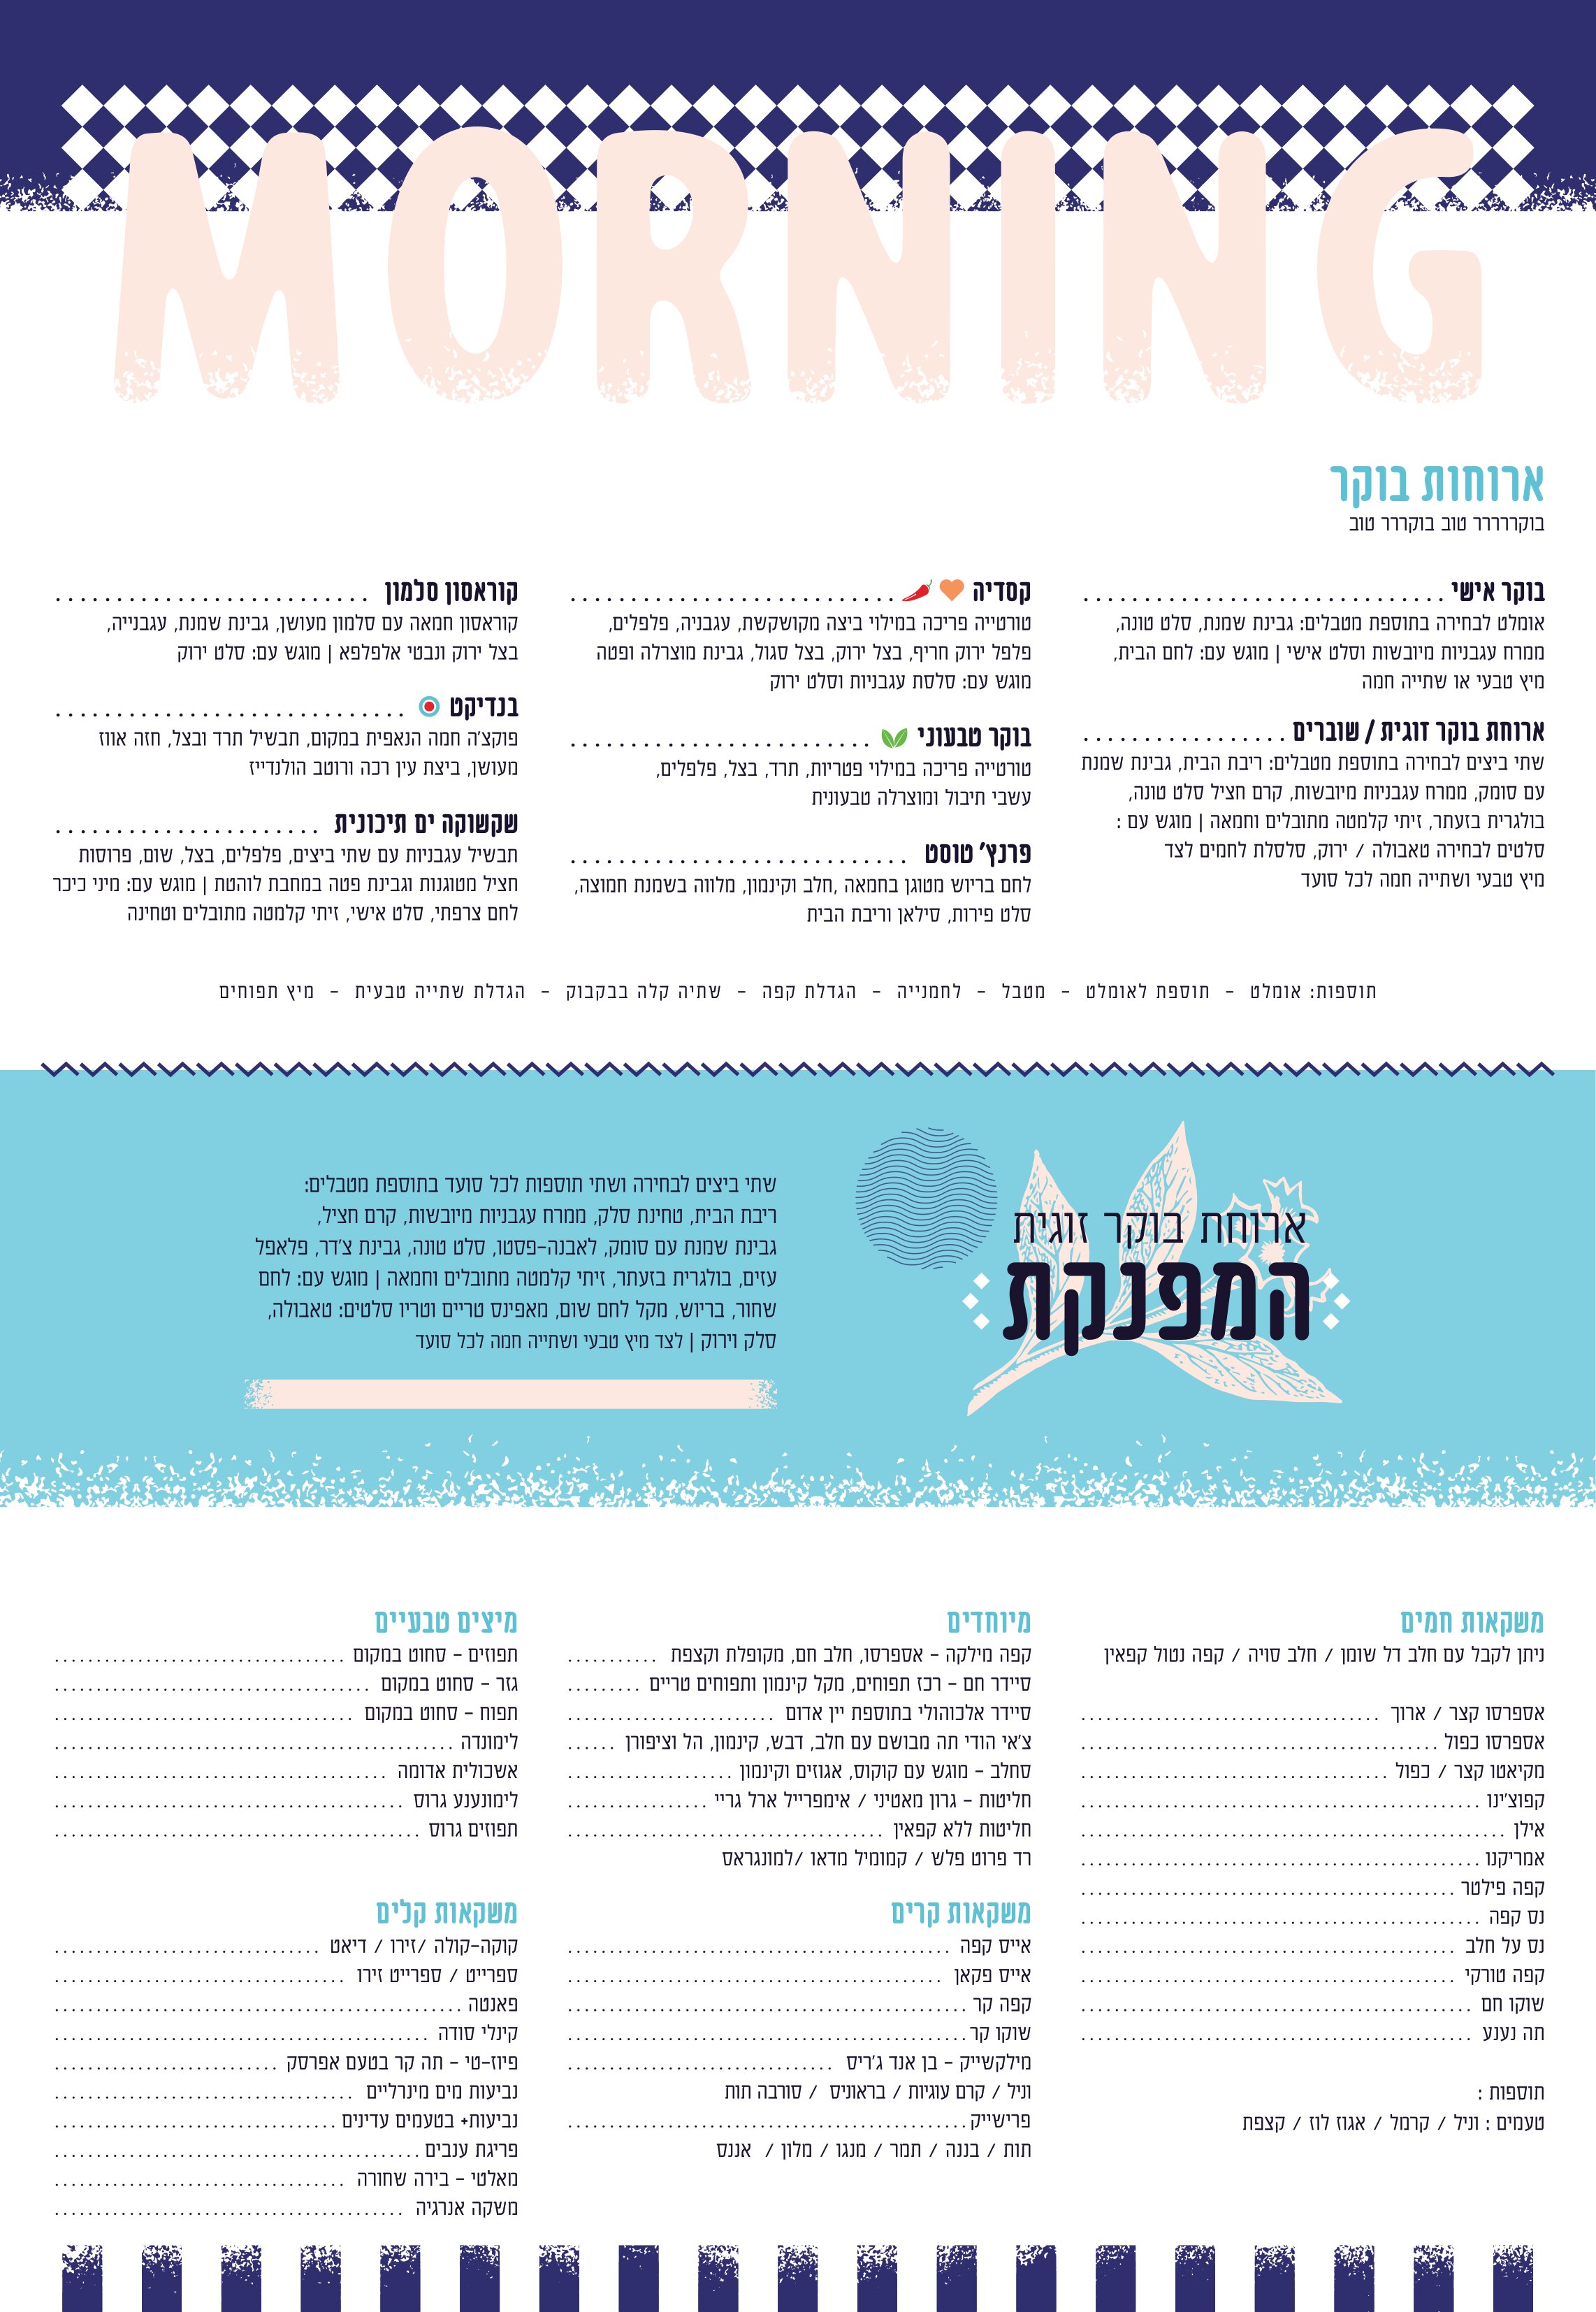 MORNING
ארוחות בוקר
בוקרררררר טוב בוקררר טוב
בוקר אישי
אומלט לבחירה בתוספת מטבלים: גבינת שמנת, סלט טונה,
ממרח עגבניות מיובשות וסלט אישי | מוגש עם: לחם הבית,
מיץ טבעי או שתייה חמה
ארוחת בוקר זוגית / שוברים
שתי ביצים לבחירה בתוספת מטבלים: ריבת הבית, גבינת שמנת
עם סומק, ממרח עגבניות מיובשות, קרם חציל סלט טונה,
בולגרית בזעתר, זיתי קלמטה מתובלים וחמאה | מוגש עם :
סלטים לבחירה טאבולה / ירוק, סלסלת לחמים לצד
מיץ טבעי ושתייה חמה לכל סועד
קסדיה
טורטייה פריכה במילוי ביצה מקושקשת, עגבניה, פלפלים,
פלפל ירוק חריף, בצל ירוק, בצל סגול, גבינת מוצרלה ופטה
מוגש עם: סלסת עגבניות וסלט ירוק
בוקר טבעוני
טורטייה פריכה במילוי פטריות, תרד, בצל, פלפלים,
עשבי תיבול ומוצרלה טבעונית
פרנץ' טוסט
לחם בריוש מטוגן בחמאה ,חלב וקינמון, מלווה בשמנת חמוצה,
סלט פירות, סילאן וריבת הבית
קוראסון סלמון
קוראסון חמאה עם סלמון מעושן, גבינת שמנת, עגבנייה,
בצל ירוק ונבטי אלפלפא | מוגש עם: סלט ירוק
בנדיקט
פוקצ'ה חמה הנאפית במקום, תבשיל תרד ובצל, חזה אווז
מעושן, ביצת עין רכה ורוטב הולנדייז
שקשוקה ים תיכונית
תבשיל עגבניות עם שתי ביצים, פלפלים, בצל, שום, פרוסות
חציל מטוגנות וגבינת פטה במחבת לוהטת | מוגש עם: מיני כיכר
לחם צרפתי, סלט אישי, זיתי קלמטה מתובלים וטחינה
תוספות: אומלט - תוספת לאומלט - מטבל - לחמנייה - הגדלת קפה - שתיה קלה בבקבוק - הגדלת שתייה טבעית - מיץ תפוחים
ארוחת בוקר זוגית
המפנקת
שתי ביצים לבחירה ושתי תוספות לכל סועד בתוספת מטבלים:
ריבת הבית, טחינת סלק, ממרח עגבניות מיובשות, קרם חציל,
גבינת שמנת עם סומק, לאבנה-פסטו, סלט טונה, גבינת צ'דר, פלאפל
עזים, בולגרית בזעתר, זיתי קלמטה מתובלים וחמאה | מוגש עם: לחם
שחור, בריוש, מקל לחם שום, מאפינס טריים וטריו סלטים: טאבולה,
סלק וירוק | לצד מיץ טבעי ושתייה חמה לכל סועד
משקאות חמים
ניתן לקבל עם חלב דל שומן / חלב סויה / קפה נטול קפאין
אספרסו קצר / ארוך
אספרסו כפול
מקיאטו קצר / כפול
קפוצ'ינו
אילן
אמריקנו
קפה פילטר
נס קפה
נס על חלב
קפה טורקי
שוקו חם
תה נענע
תוספות :
טעמים : וניל / קרמל / אגוז לוז / קצפת
מיוחדים
קפה מילקה - אספרסו, חלב חם, מקופלת וקצפת
סיידר חם - רכז תפוחים, מקל קינמון ותפוחים טריים
סיידר אלכוהולי בתוספת יין אדום
צ'אי הודי תה מבושם עם חלב, דבש, קינמון, הל וציפורן
סחלב - מוגש עם קוקוס, אגוזים וקינמון
חליטות - גרון מאטיני / אימפרייל ארל גריי
חליטות ללא קפאין
רד פרוט פלש / קמומיל מדאו /למונגראס
משקאות קרים
אייס קפה
אייס פקאן
קפה קר
שוקו קר
מילקשייק - בן אנד ג'ריס
וניל / קרם עוגיות / בראוניס / סורבה תות
פרישייק
תות / בננה / תמר / מנגו / מלון / אננס
מיצים טבעיים
תפוזים - סחוט במקום
גזר - סחוט במקום
תפוח - סחוט במקום
לימונדה
אשכולית אדומה
לימונענע גרוס
תפוזים גרוס
משקאות קלים
קוקה-קולה /זירו / דיאט
ספרייט / ספרייט זירו
פאנטה
קינלי סודה
פיוז-טי - תה קר בטעם אפרסק
נביעות מים מינרליים
נביעות+ בטעמים עדינים
פריגת ענבים
מאלטי - בירה שחורה
משקה אנרגיה